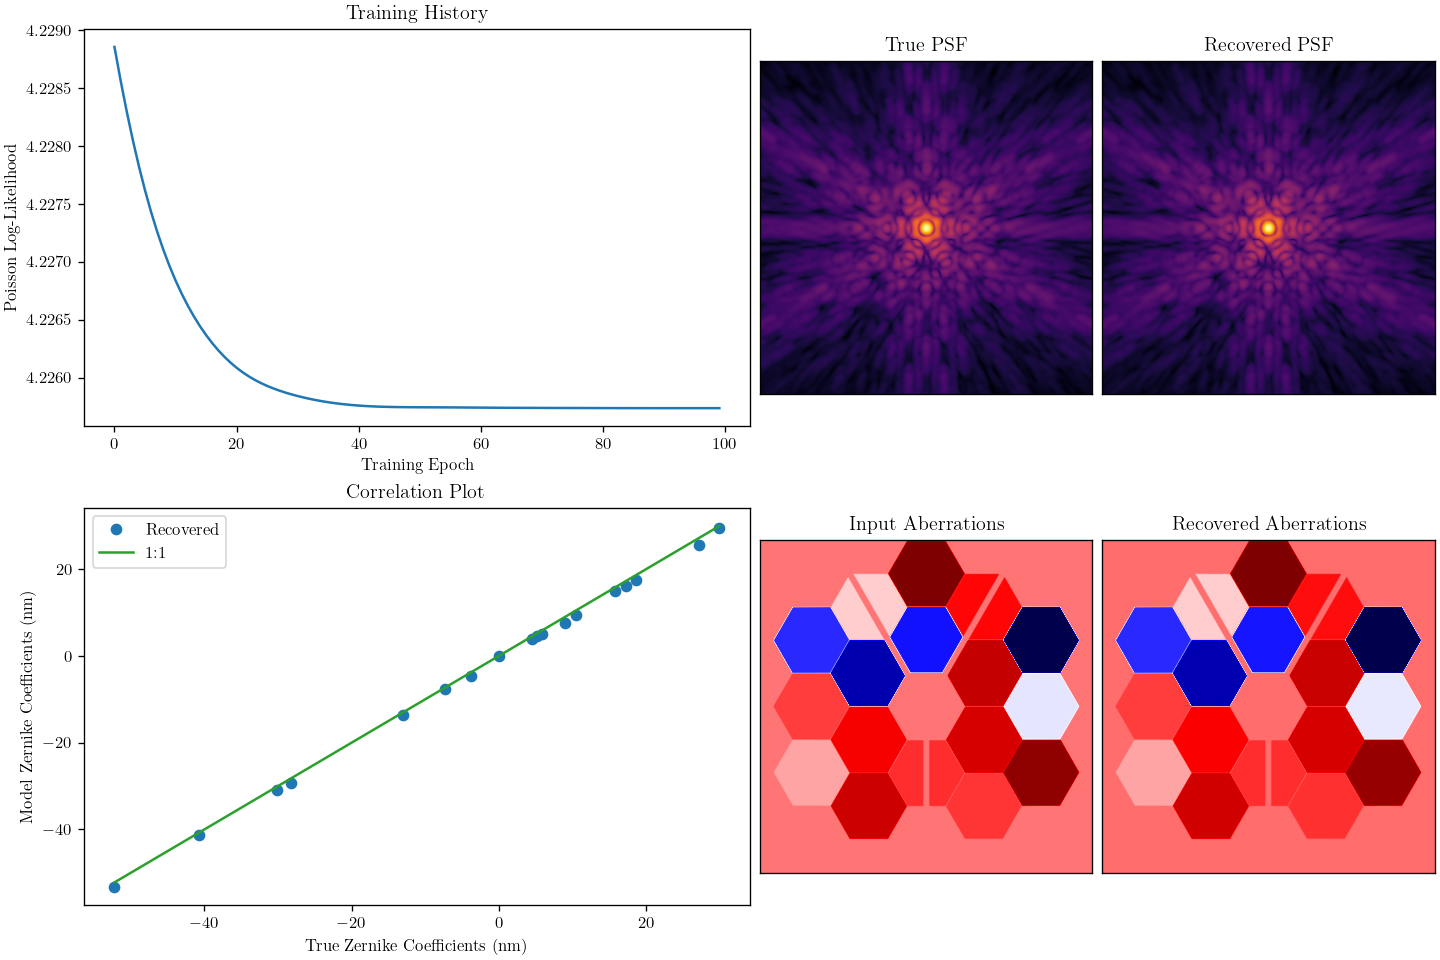 Training History
4.2290
4.2285
4.2280
4.2275
4.2270
4.2265
4.2260
Poisson Log-Likelihood
0 20 40 60 80 100
Training Epoch
True PSF
Recovered PSF
Correlation Plot
Recovered
1:1
20
0
−20
−40
Model Zernike Coefficients (nm)
−40 −20 0 20
True Zernike Coefficients (nm)
Input Aberrations
Recovered Aberrations